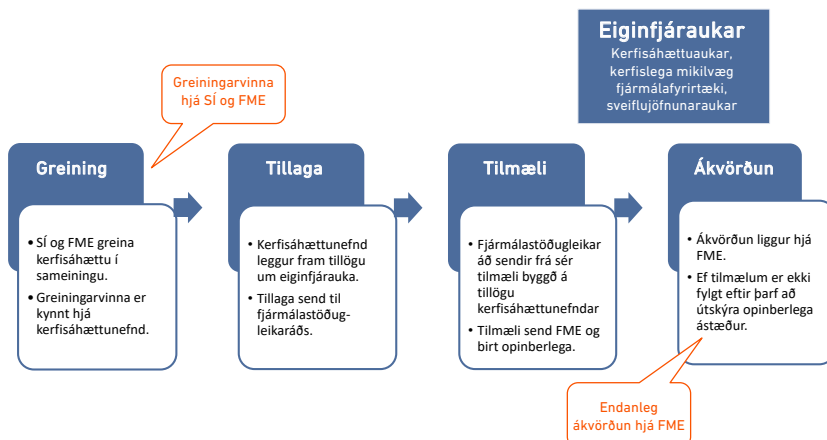 Eiginfjáraukar
Kerfisáhættuaukar,
kerfislega mikilvæg
fjármálafyrirtæki,
sveiflujöfnunaraukar
Greiningarvinna
hjá SÍ og FME
Greining
• SÍ og FME greina
kerfisáhættu í
sameiningu.
• Greiningarvinna er
kynnt hjá
kerfisáhættunefnd.
Tillaga
• Kerfisáhættunefnd
leggur fram tillögu
um eiginfjárauka.
• Tillaga send til
fjármálastöðug-
leikaráðs.
Tilmæli
• Fjármálastöðugleikar
áð sendir frá sér
tilmæli byggð á
tillögu
kerfisáhættunefndar
• Tilmæli send FME og
birt opinberlega.
Ákvörðun
• Ákvörðun liggur hjá
FME.
• Ef tilmælum er ekki
fylgt eftir þarf að
útskýra opinberlega
ástæður.
Endanleg
ákvörðun hjá FME